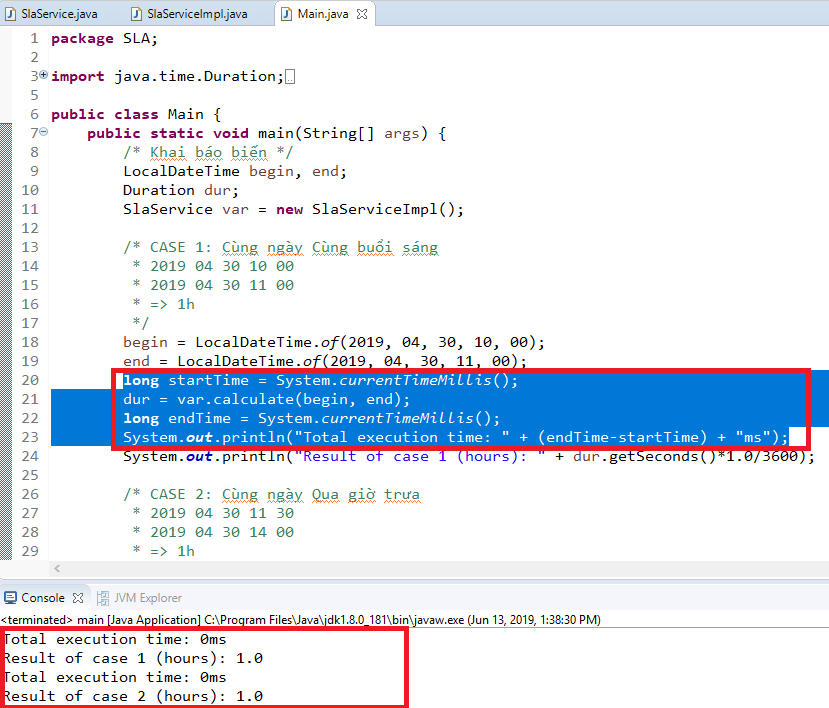 SlaService.java SlaServiceImpl.java Main.java
1 package SLA;
2
3 import java.time.Duration;
5
6 public class Main {
7 public static void main(String[] args) {
8 /* Khai báo biến */
9 LocalDateTime begin, end;
10 Duration dur;
11 SlaService var = new SlaServiceImpl();
12
13 /* CASE 1: Cùng ngày Cùng buổi sáng
14 * 2019 04 30 10 00
15 * 2019 04 30 11 00
16 * => 1h
17 */
18 begin = LocalDateTime.of(2019, 04, 30, 10, 00);
19 end = LocalDateTime.of(2019, 04, 30, 11, 00);
20 long startTime = System.currentTimeMillis();
21 dur = var.calculate(begin, end);
22 long endTime = System.currentTimeMillis();
23 System.out.println("Total execution time: " + (endTime-startTime) + "ms");
24 System.out.println("Result of case 1 (hours): " + dur.getSeconds()*1.0/3600);
25
26 /* CASE 2: Cùng ngày Qua giờ trưa
27 * 2019 04 30 11 30
28 * 2019 04 30 14 00
29 * => 1h
Console JVM Explorer
<terminated> main [Java Application] C:\Program Files\Java\jdk1.8.0_181\bin\javaw.exe (Jun 13, 2019, 1:38:30 PM)
Total execution time: 0ms
Result of case 1 (hours): 1.0
Total execution time: 0ms
Result of case 2 (hours): 1.0